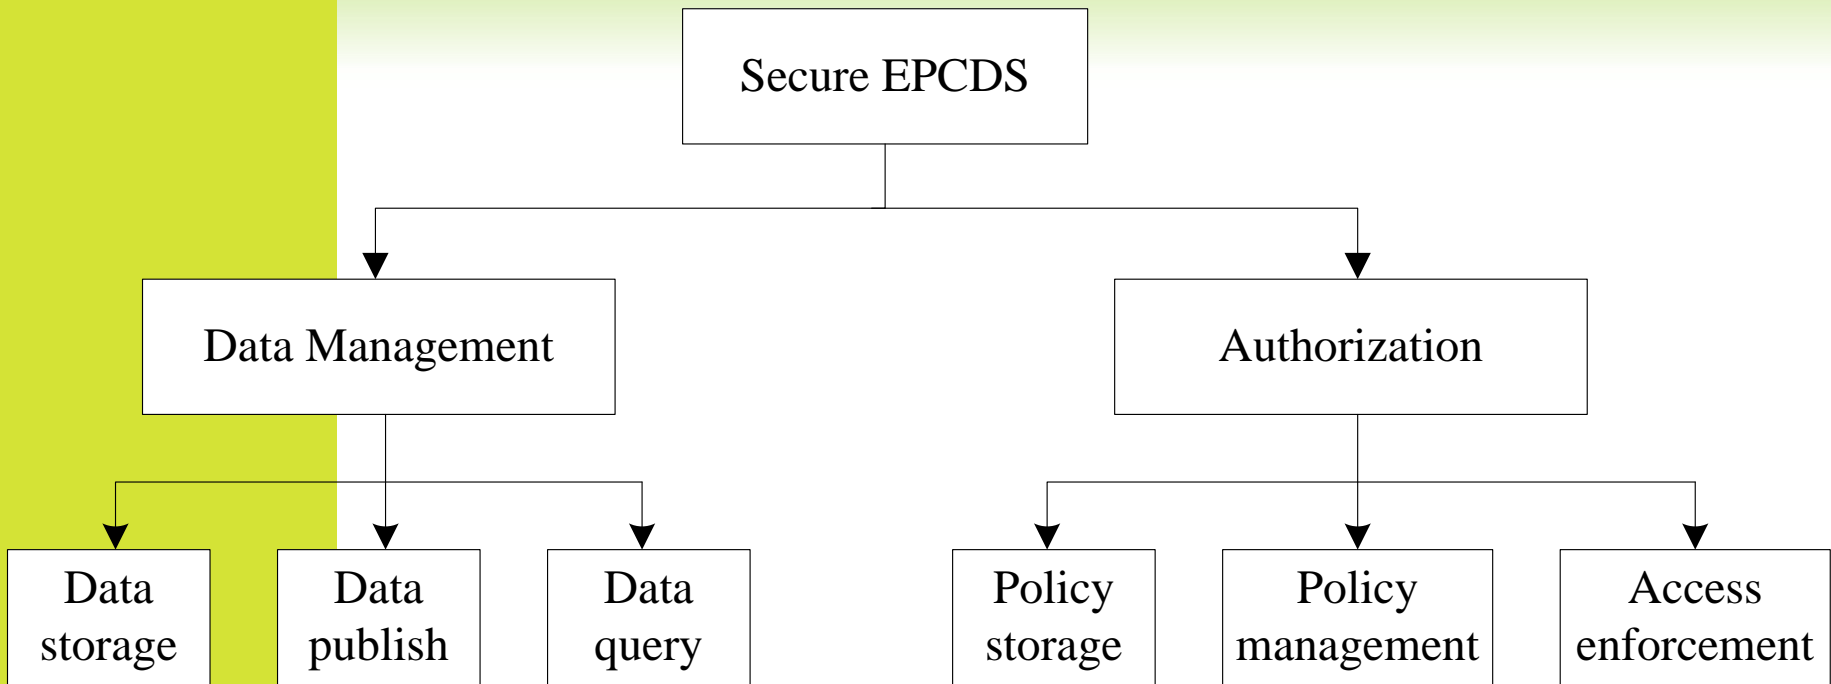 Secure EPCDS
Data Management
Authorization
Data
storage
Data
publish
Data
query
Policy
storage
Policy
management
Access
enforcement